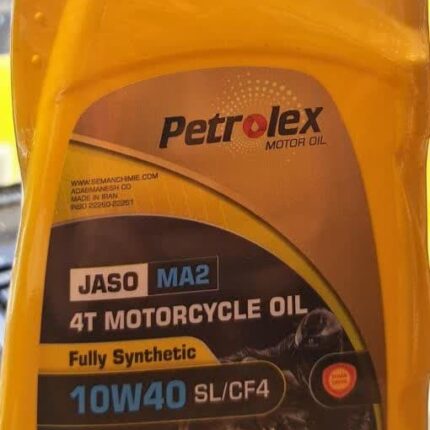 Petrolex
MOTOR OIL
WWW.SEMANCHIMIE.COM
MADE IN IRAN
JASO MA2
4T MOTORCYCLE OIL
Fully Synthetic
10W40 SL/CF4